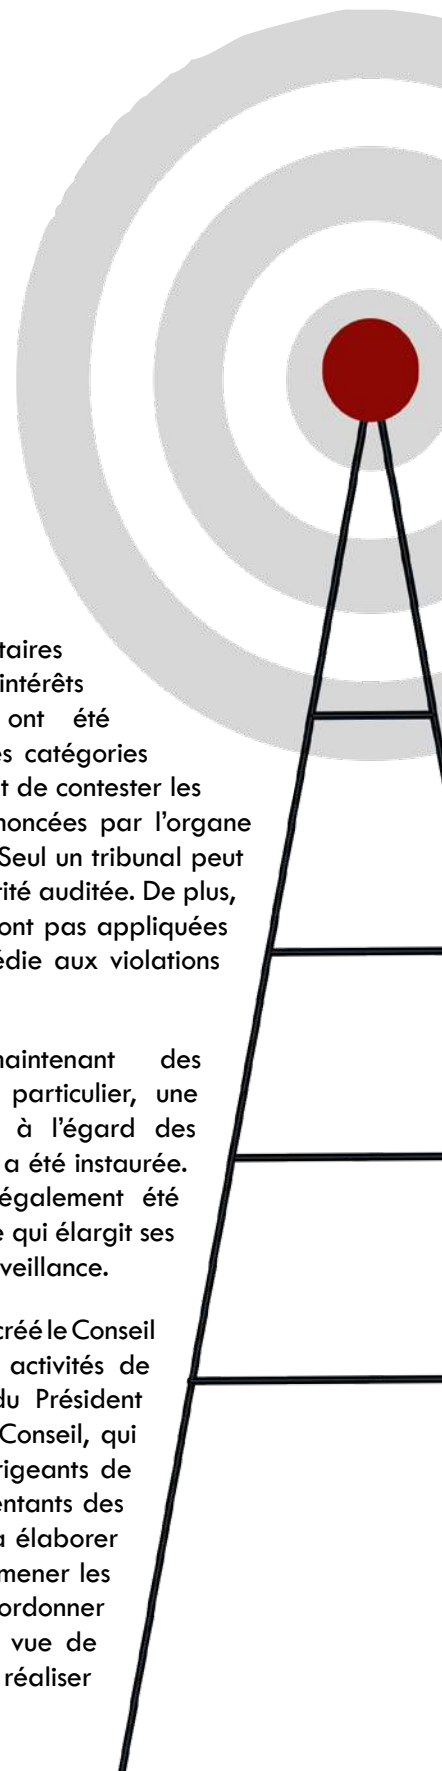 taires
intérêts
ont été
es catégories
t de contester les
noncées par l’organe
Seul un tribunal peut
tité auditée. De plus,
ont pas appliquées
édie aux violations
maintenant des
particulier, une
à l’égard des
a été instaurée.
également été
e qui élargit ses
veillance.
créé le Conseil
activités de
du Président
Conseil, qui
rigeants de
entants des
a élaborer
mener les
ordonner
vue de
réaliser